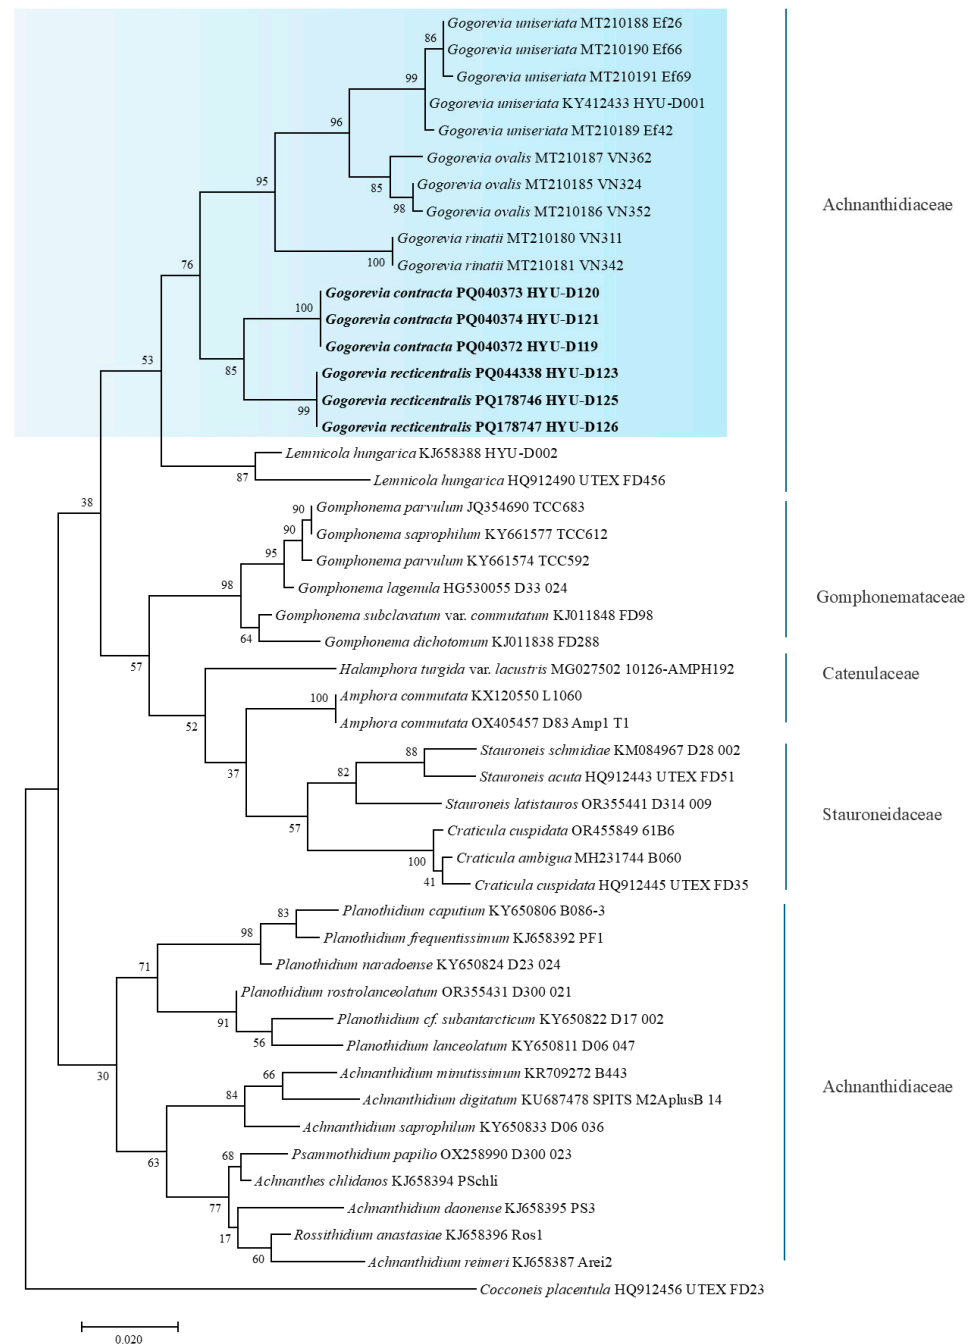 Gogorevia uniseriata MT210188 Ef26
86
Gogorevia uniseriata MT210190 Ef66
Gogorevia uniseriata MT210191 Ef69
99
Gogorevia uniseriata KY412433 HYU-D001
96
Gogorevia uniseriata MT210189 Ef42
Gogorevia ovalis MT210187 VN362
95
85
Gogorevia ovalis MT210185 VN324
98
Gogorevia ovalis MT210186 VN352
Achnanthidiaceae
Gogorevia rinatii MT210180 VN311
76
100
Gogorevia rinatii MT210181 VN342
Gogorevia contracta PQ040373 HYU-D120
100
Gogorevia contracta PQ040374 HYU-D121
Gogorevia contracta PQ040372 HYU-D119
53
85
Gogorevia recticentralis PQ044338 HYU-D123
Gogorevia recticentralis PQ178746 HYU-D125
99
Gogorevia recticentralis PQ178747 HYU-D126
Lemnicola hungarica KJ658388 HYU-D002
87
Lemnicola hungarica HQ912490 UTEX FD456
38
90
Gomphonema parvulum JQ354690 TCC683
90
Gomphonema saprophilum KY661577 TCC612
95
Gomphonema parvulum KY661574 TCC592
98
Gomphonema lagenula HG530055 D33 024
Gomphonemataceae
Gomphonema subclavatum var. commutatum KJ011848 FD98
64
Gomphonema dichotomum KJ011838 FD288
57
Halamphora turgida var. lacustris MG027502 10126-AMPH192
Catenulaceae
100
Amphora commutata KX120550 L1060
52
Amphora commutata OX405457 D83 Amp1 T1
88
Stauroneis schmidiae KM084967 D28 002
37
82
Stauroneis acuta HQ912443 UTEX FD51
Stauroneis latistauros OR355441 D314 009
Stauroneidaceae
57
Craticula cuspidata OR455849 61B6
100
Craticula ambigua MH231744 B060
41
Craticula cuspidata HQ912445 UTEX FD35
83
Planothidium caputium KY650806 B086-3
98
Planothidium frequentissimum KJ658392 PF1
71
Planothidium naradoense KY650824 D23 024
Planothidium rostrolanceolatum OR355431 D300 021
91
Planothidium cf. subantarcticum KY650822 D17 002
56
Planothidium lanceolatum KY650811 D06 047
30
66
Achnanthidium minutissimum KR709272 B443
Achnanthidiaceae
84
Achnanthidium digitatum KU687478 SPITS M2AplusB 14
Achnanthidium saprophilum KY650833 D06 036
63
68
Psammothidium papilio OX258990 D300 023
Achnanthes chlidanos KJ658394 PSchli
77
Achnanthidium daonense KJ658395 PS3
17
Rossithidium anastasiae KJ658396 Ros1
60
Achnanthidium reimeri KJ658387 Arei2
Cocconeis placentula HQ912456 UTEX FD23
0.020